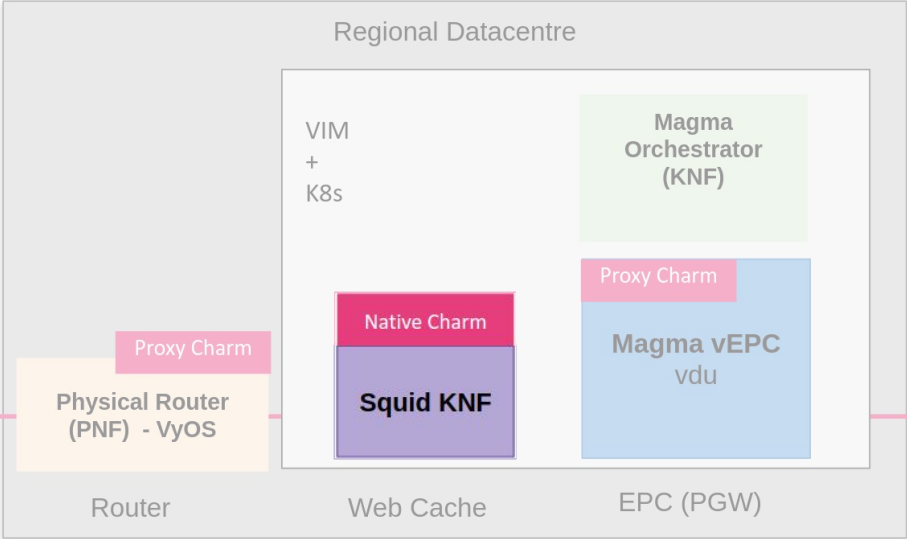 Regional Datacentre
VIM
+
K8s
Magma
Orchestrator
(KNF)
Proxy Charm
Magma vEPC
vdu
Native Charm
Squid KNF
Proxy Charm
Physical Router
(PNF) - VyOS
Router
Web Cache
EPC (PGW)